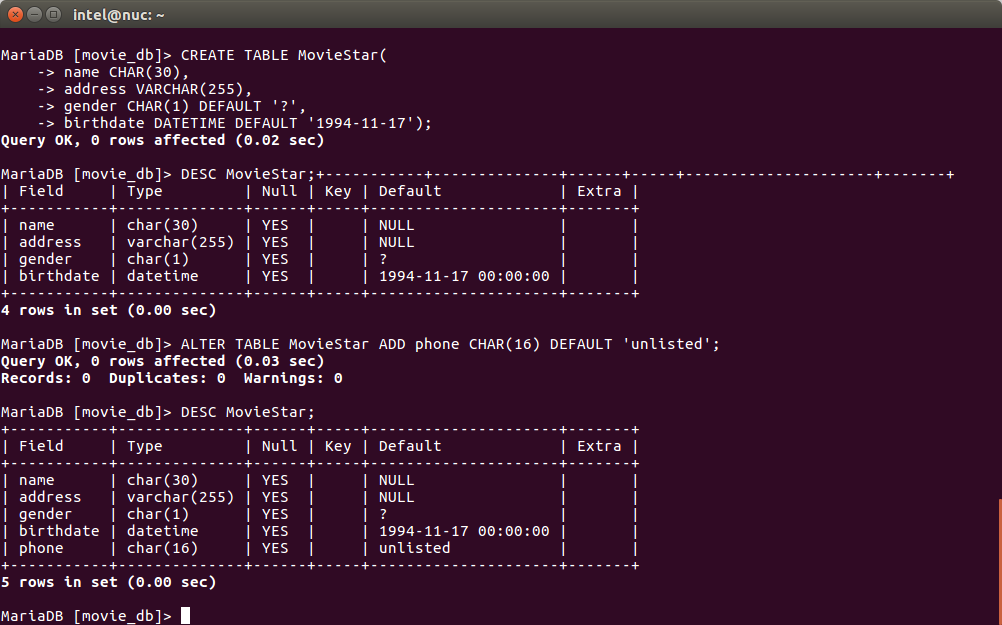 intel@nuc: ~
MariaDB [movie_db]> CREATE TABLE MovieStar(
    -> name CHAR(30),
    -> address VARCHAR(255),
    -> gender CHAR(1) DEFAULT '?',
    -> birthdate DATETIME DEFAULT '1994-11-17');
Query OK, 0 rows affected (0.02 sec)

MariaDB [movie_db]> DESC MovieStar;+-----------+--------------+------+-----+---------------------+-------+
| Field     | Type         | Null | Key | Default             | Extra |
+-----------+--------------+------+-----+---------------------+-------+
| name      | char(30)     | YES  |     | NULL                |       |
| address   | varchar(255) | YES  |     | NULL                |       |
| gender    | char(1)      | YES  |     | ?                   |       |
| birthdate | datetime     | YES  |     | 1994-11-17 00:00:00 |       |
+-----------+--------------+------+-----+---------------------+-------+
4 rows in set (0.00 sec)

MariaDB [movie_db]> ALTER TABLE MovieStar ADD phone CHAR(16) DEFAULT 'unlisted';
Query OK, 0 rows affected (0.03 sec)
Records: 0  Duplicates: 0  Warnings: 0

MariaDB [movie_db]> DESC MovieStar;
+-----------+--------------+------+-----+---------------------+-------+
| Field     | Type         | Null | Key | Default             | Extra |
+-----------+--------------+------+-----+---------------------+-------+
| name      | char(30)     | YES  |     | NULL                |       |
| address   | varchar(255) | YES  |     | NULL                |       |
| gender    | char(1)      | YES  |     | ?                   |       |
| birthdate | datetime     | YES  |     | 1994-11-17 00:00:00 |       |
| phone     | char(16)     | YES  |     | unlisted            |       |
+-----------+--------------+------+-----+---------------------+-------+
5 rows in set (0.00 sec)

MariaDB [movie_db]>